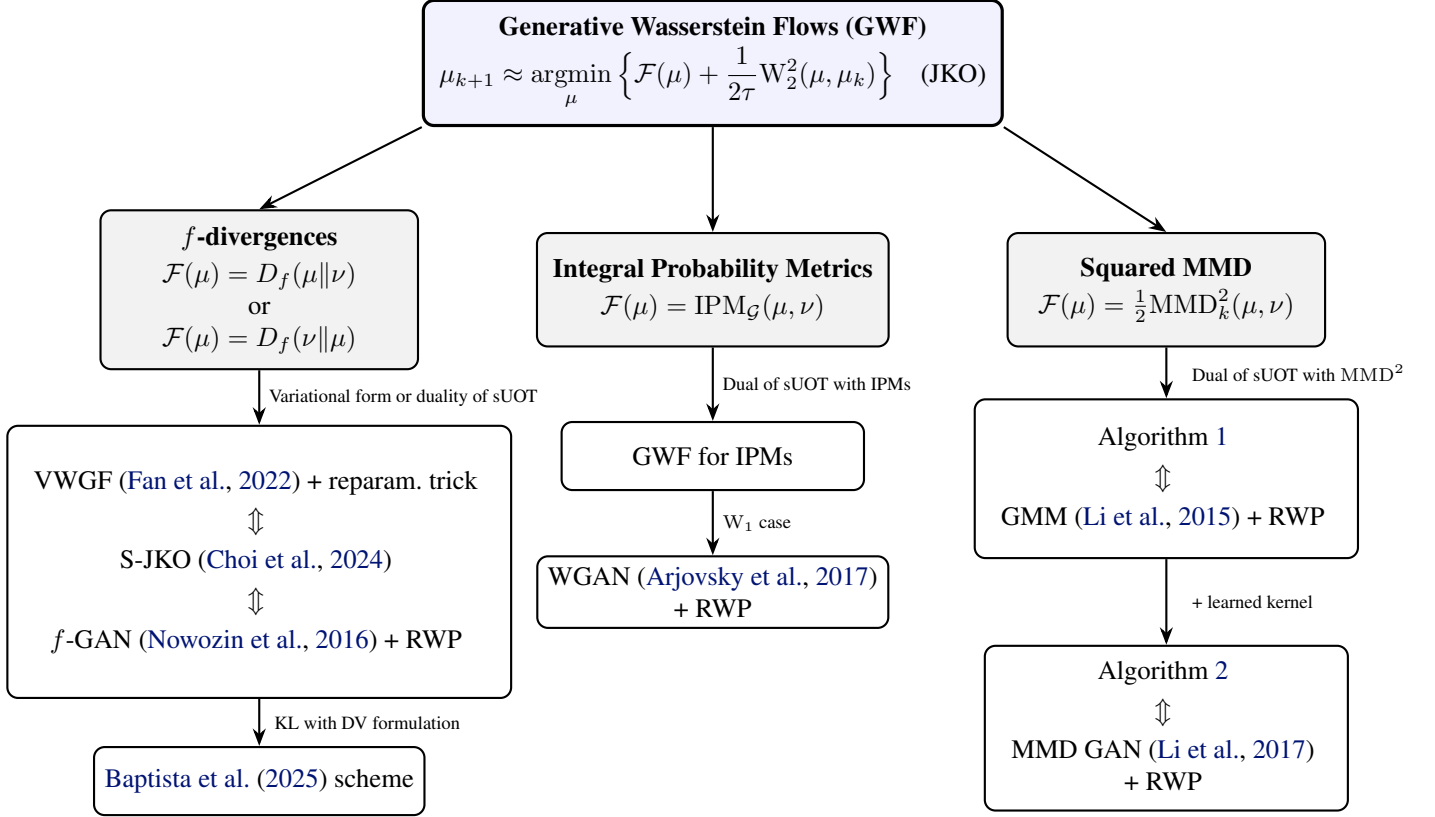 Generative Wasserstein Flows (GWF)
μ_{k+1} ≈ argmin_μ { F(μ) + 1/(2τ) W_2^2(μ, μ_k) } (JKO)
f-divergences
F(μ) = D_f(μ‖ν)
or
F(μ) = D_f(ν‖μ)
Variational form or duality of sUOT
VWGF (Fan et al., 2022) + reparam. trick
⇕
S-JKO (Choi et al., 2024)
⇕
f-GAN (Nowozin et al., 2016) + RWP
KL with DV formulation
Baptista et al. (2025) scheme
Integral Probability Metrics
F(μ) = IPM_G(μ, ν)
Dual of sUOT with IPMs
GWF for IPMs
W_1 case
WGAN (Arjovsky et al., 2017)
+ RWP
Squared MMD
F(μ) = 1/2 MMD_k^2(μ, ν)
Dual of sUOT with MMD^2
Algorithm 1
⇕
GMM (Li et al., 2015) + RWP
+ learned kernel
Algorithm 2
⇕
MMD GAN (Li et al., 2017)
+ RWP